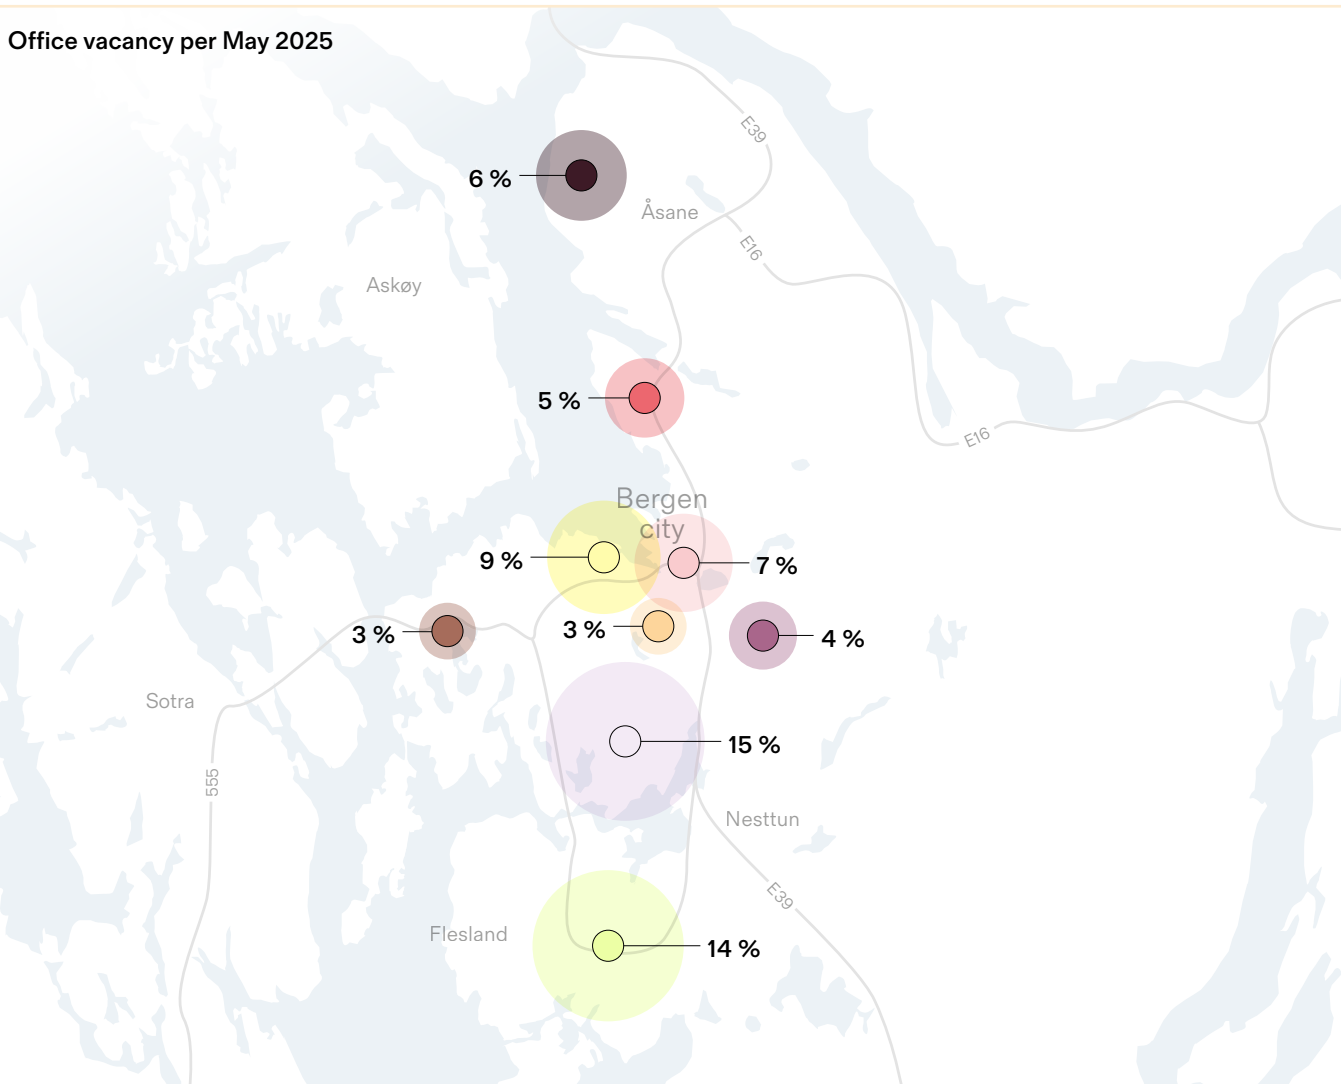 Office vacancy per May 2025
E39
6 %
Åsane
E16
Askøy
5 %
E16
Bergen
city
9 %
7 %
3 %
3 %
4 %
Sotra
15 %
555
Nesttun
E39
Flesland
14 %